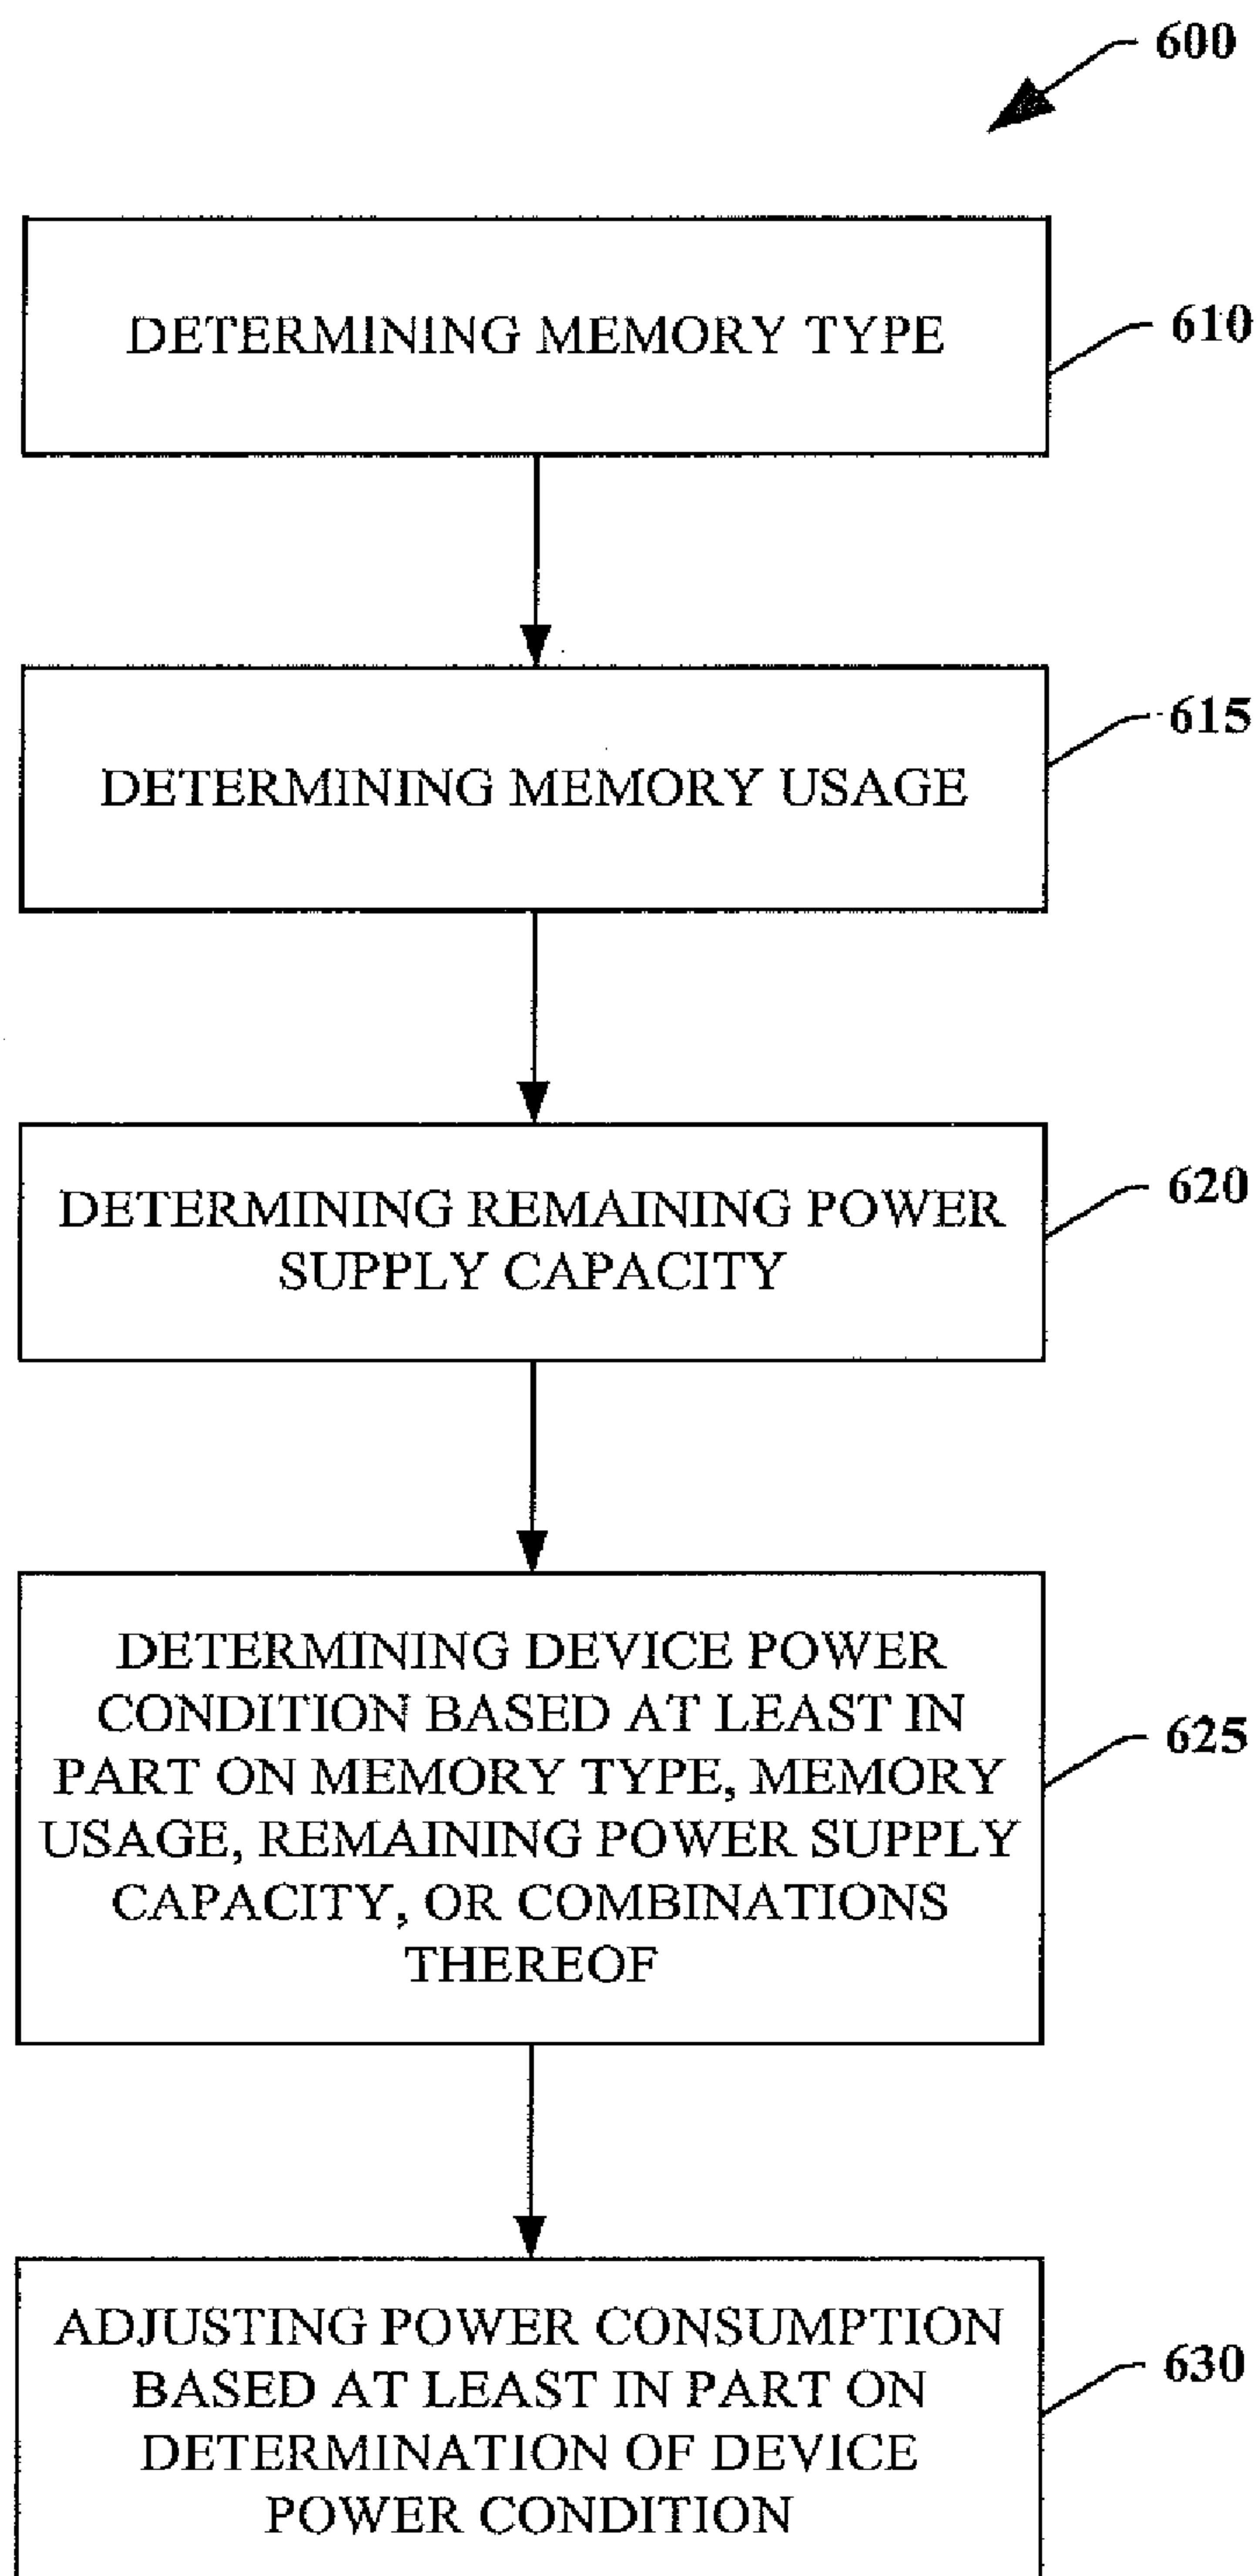 600
DETERMINING MEMORY TYPE
610
DETERMINING MEMORY USAGE
615
DETERMINING REMAINING POWER
SUPPLY CAPACITY
620
DETERMINING DEVICE POWER
CONDITION BASED AT LEAST IN
PART ON MEMORY TYPE, MEMORY
USAGE, REMAINING POWER SUPPLY
CAPACITY, OR COMBINATIONS
THEREOF
625
ADJUSTING POWER CONSUMPTION
BASED AT LEAST IN PART ON
DETERMINATION OF DEVICE
POWER CONDITION
630